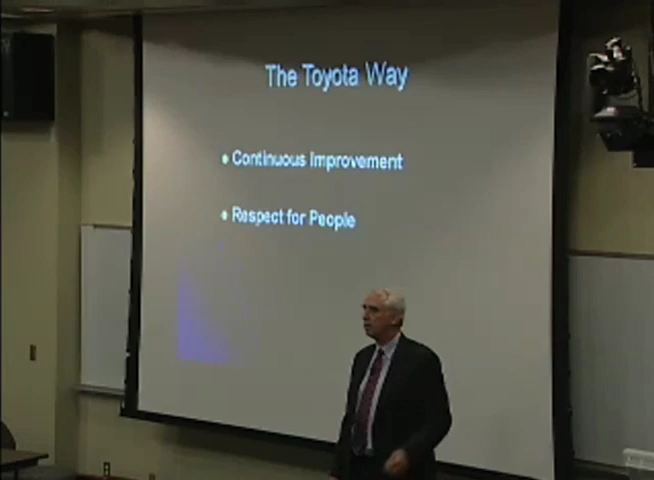 The Toyota Way
• Continuous Improvement
• Respect for People